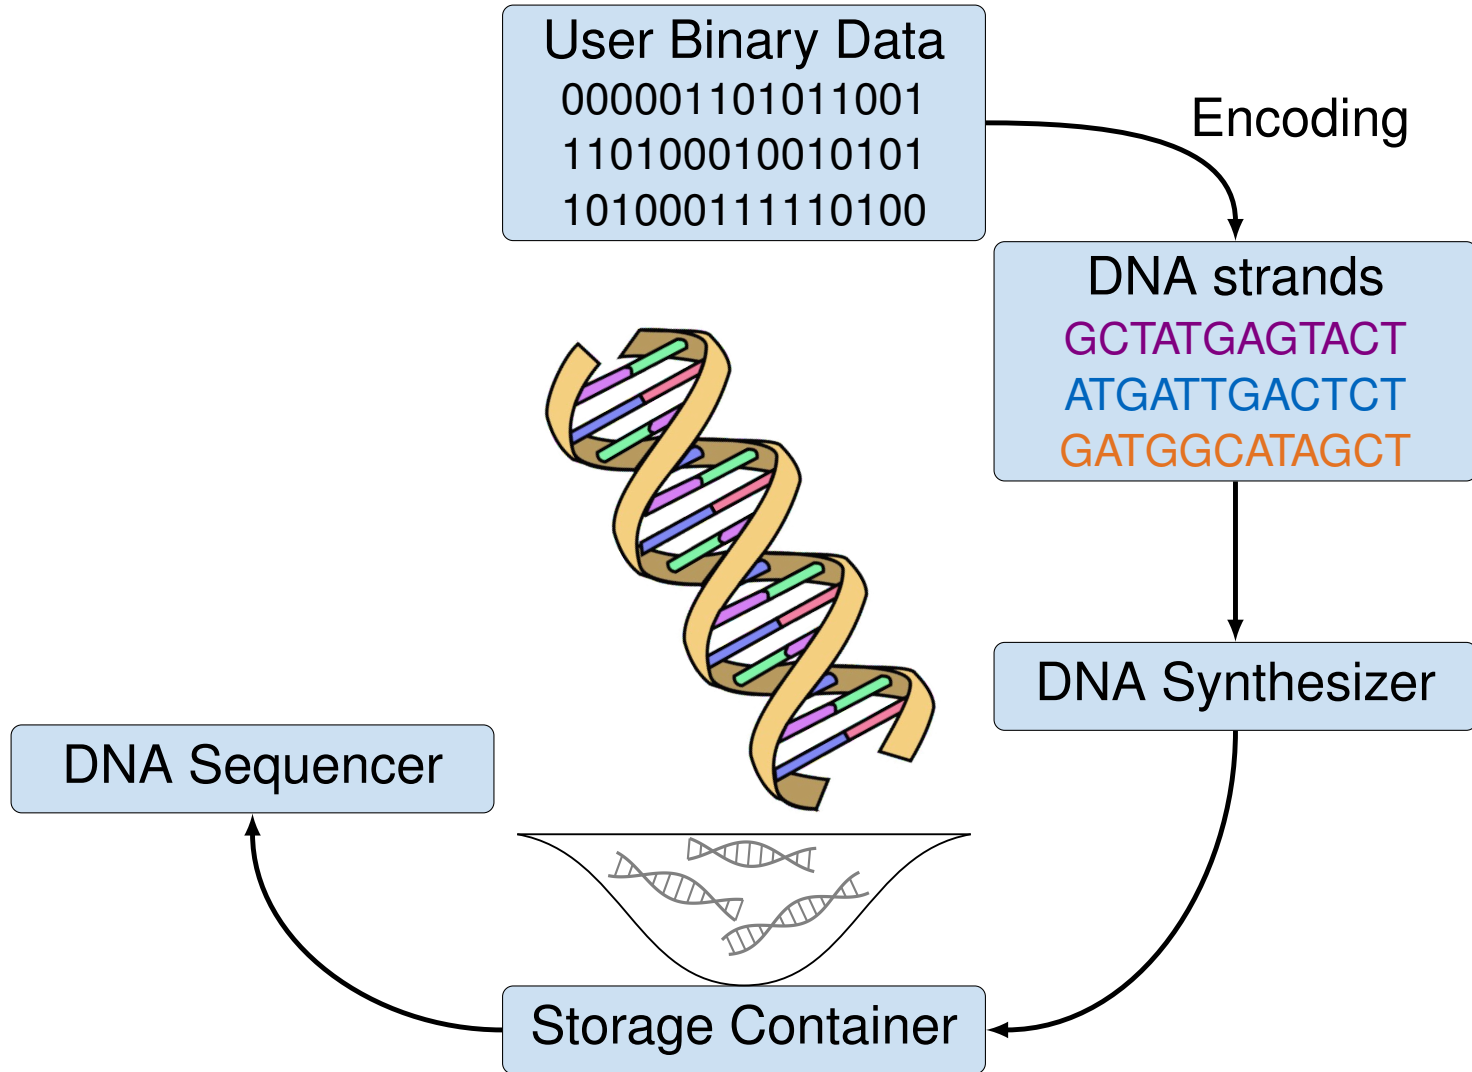 User Binary Data
000001101011001
110100010010101
101000111110100
Encoding
DNA strands
GCTATGAGTACT
ATGATTGACTCT
GATGGCATAGCT
DNA Synthesizer
DNA Sequencer
Storage Container